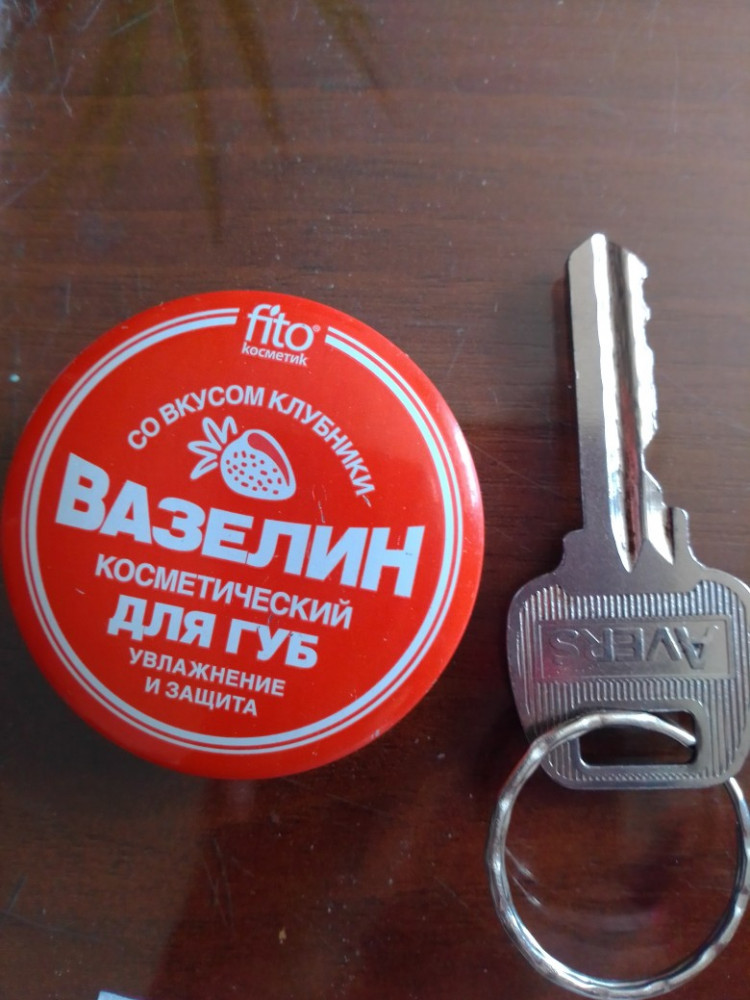 fito®
косметик
СО ВКУСОМ КЛУБНИКИ
ВАЗЕЛИН
КОСМЕТИЧЕСКИЙ
ДЛЯ ГУБ
УВЛАЖНЕНИЕ
И ЗАЩИТА
AVERS